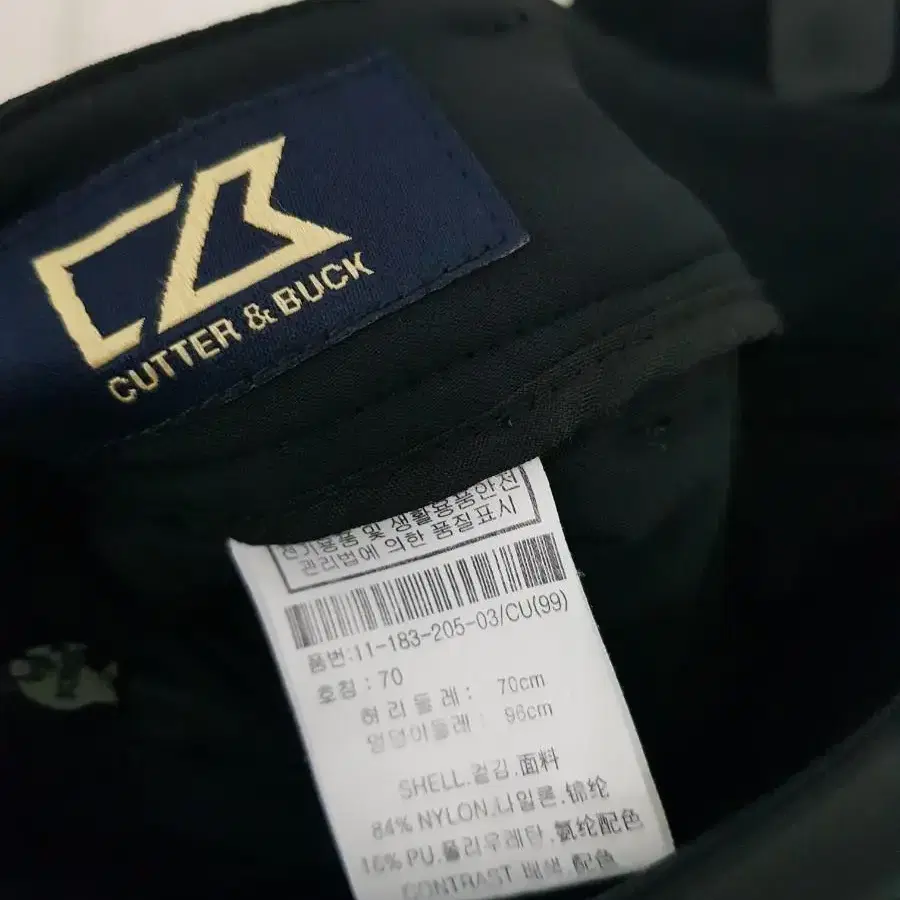 CUTTER & BUCK
전기용품 및 생활용품안전
관리법에 의한 품질표시
품번:11-183-205-03/CU(99)
호칭 : 70
허 리 둘 레 : 70cm
엉덩이둘레 : 96cm
SHELL.겉감.面料
84% NYLON.나일론.锦纶
16% PU.폴리우레탄.氨纶配色
CONTRAST 배색 配色